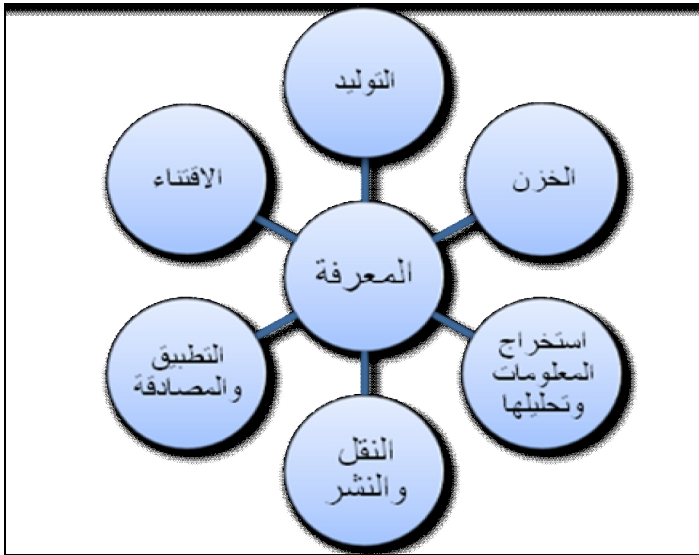 التوليد
الخزن
الاقتناء
المعرفة
استخراج
المعلومات
وتحليلها
التطبيق
والمصادقة
النقل
والنشر